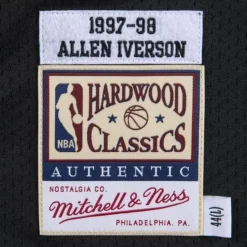 1997-98
ALLEN IVERSON
HARDWOOD
NBA
CLASSICS
AUTHENTIC
NOSTALGIA CO.
Mitchell & Ness
PHILADELPHIA, PA.
44(L)